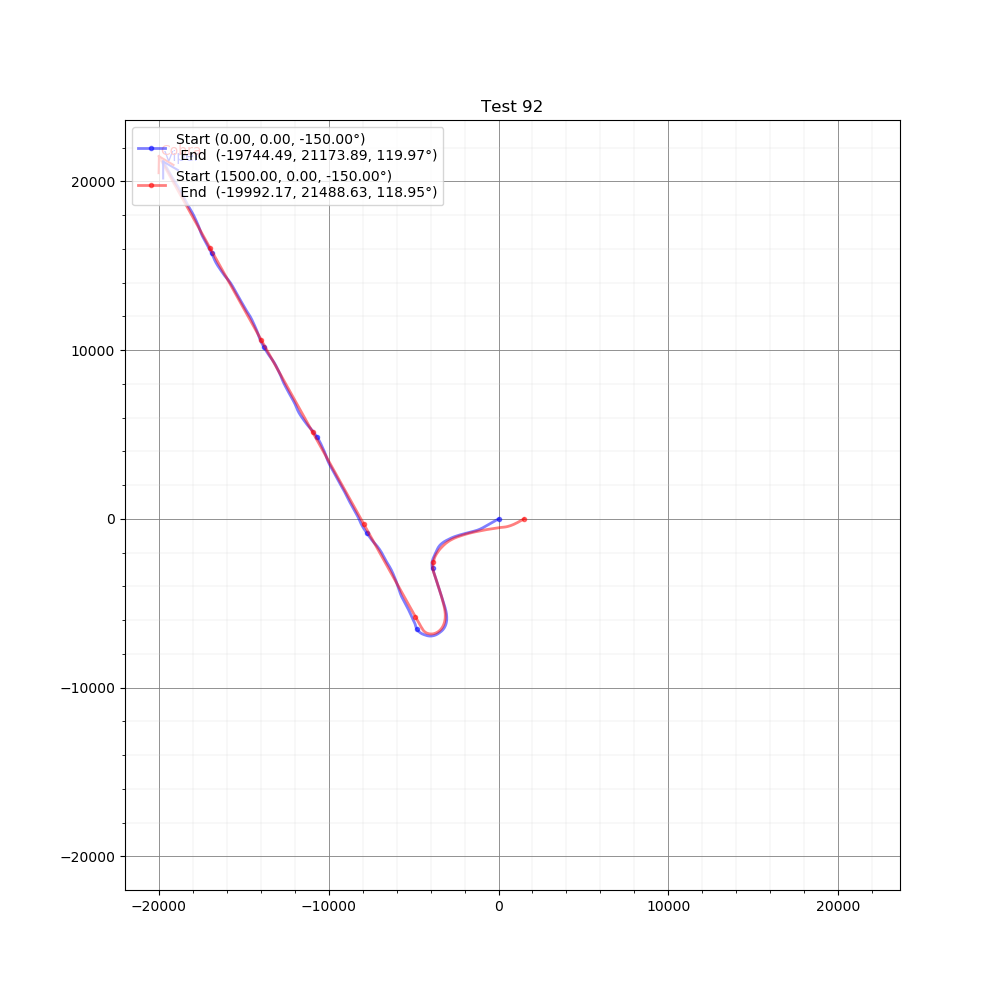 Test 92
Start (0.00, 0.00, -150.00°)
End (-19744.49, 21173.89, 119.97°)
Start (1500.00, 0.00, -150.00°)
End (-19992.17, 21488.63, 118.95°)
20000
10000
0
−10000
−20000
−20000
−10000
0
10000
20000